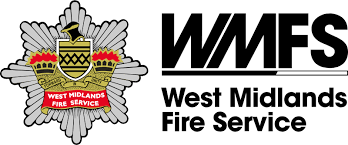 WEST MIDLANDS
FIRE SERVICE
WMFS
West Midlands
Fire Service